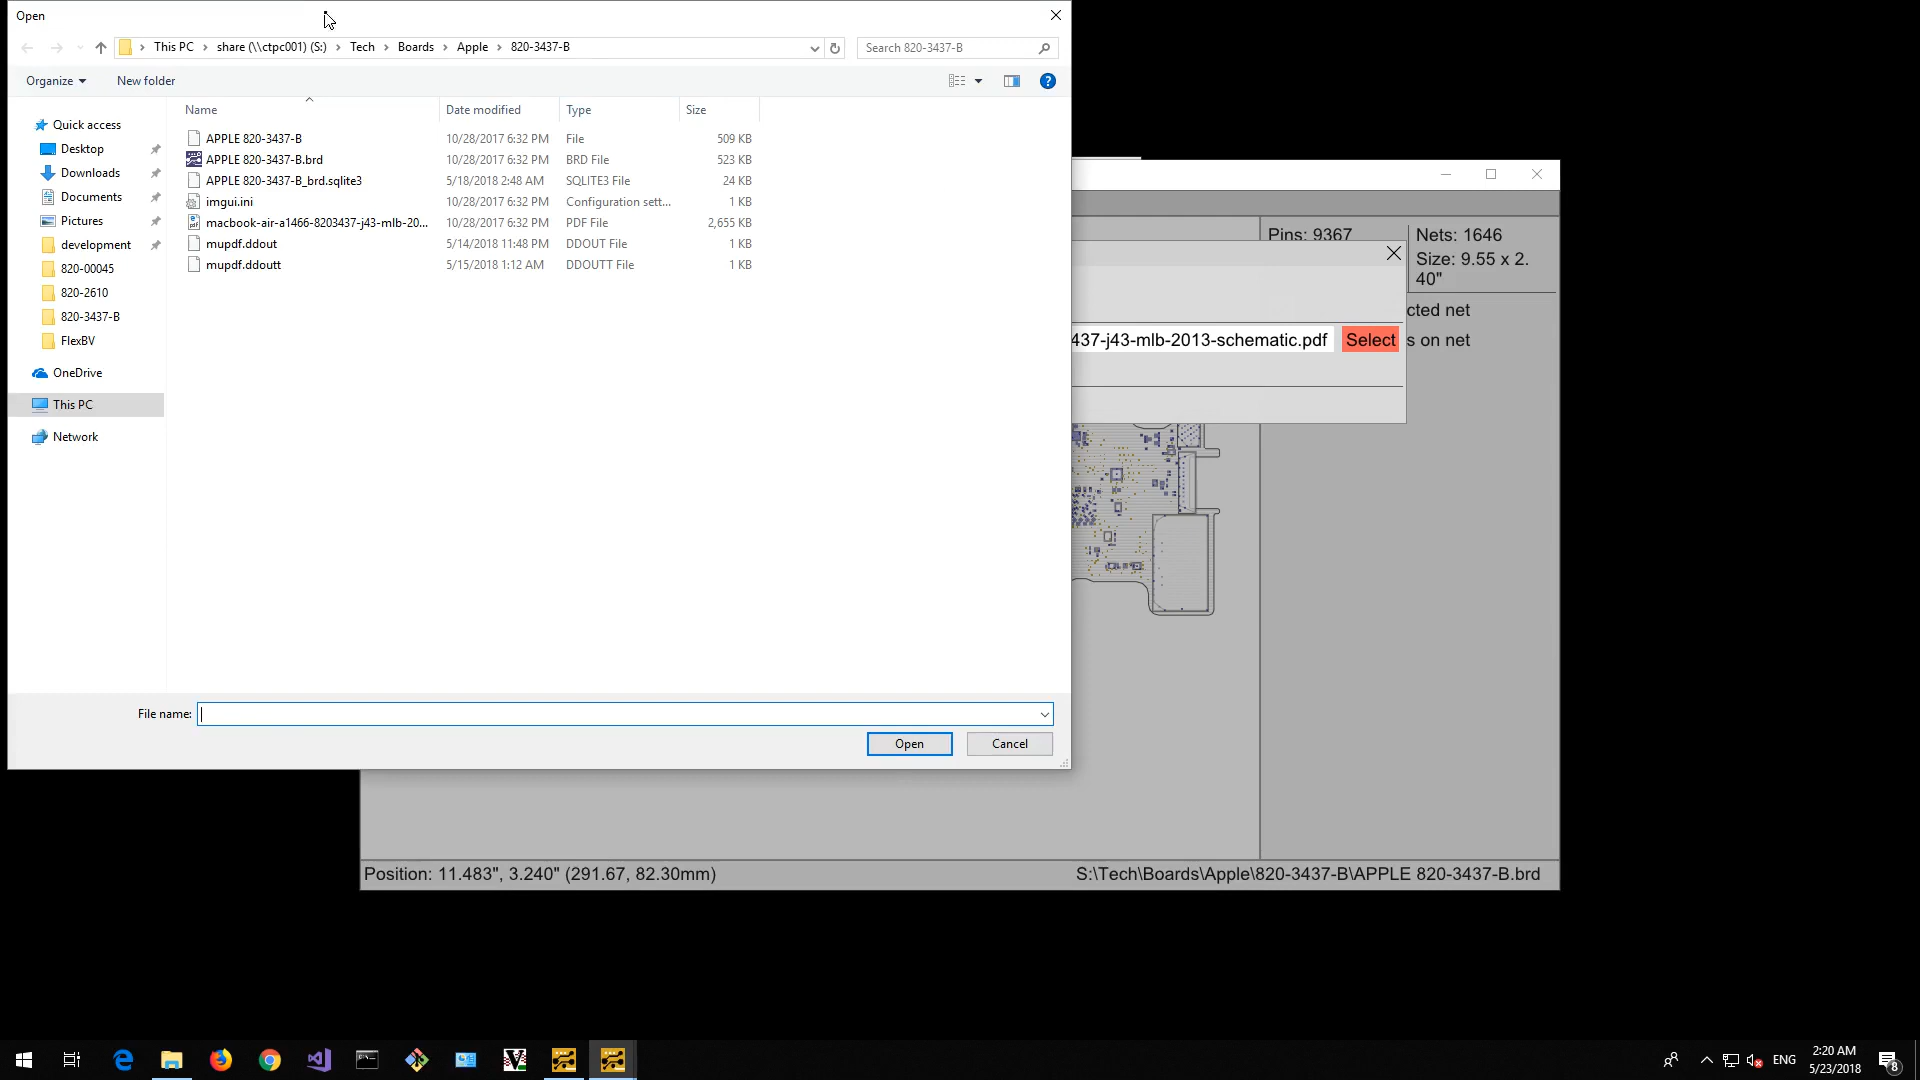 Open
This PC > share (\\ctpc001) (S:) > Tech > Boards > Apple > 820-3437-B
Search 820-3437-B
Organize
New folder
Name
Date modified
Type
Size
Quick access
Desktop
Downloads
Documents
Pictures
development
820-00045
820-2610
820-3437-B
FlexBV
OneDrive
This PC
Network
APPLE 820-3437-B 10/28/2017 6:32 PM File 509 KB
APPLE 820-3437-B.brd 10/28/2017 6:32 PM BRD File 523 KB
APPLE 820-3437-B_brd.sqlite3 5/18/2018 2:48 AM SQLITE3 File 24 KB
imgui.ini 10/28/2017 6:32 PM Configuration sett... 1 KB
macbook-air-a1466-8203437-j43-mlb-20... 10/28/2017 6:32 PM PDF File 2,655 KB
mupdf.ddout 5/14/2018 11:48 PM DDOUT File 1 KB
mupdf.ddoutt 5/15/2018 1:12 AM DDOUTT File 1 KB
File name:
Open
Cancel
Pins: 9367
Nets: 1646
Size: 9.55 x 2.
40"
cted net
437-j43-mlb-2013-schematic.pdf
Select
s on net
Position: 11.483", 3.240" (291.67, 82.30mm)
S:\Tech\Boards\Apple\820-3437-B\APPLE 820-3437-B.brd
ENG
2:20 AM
5/23/2018
8